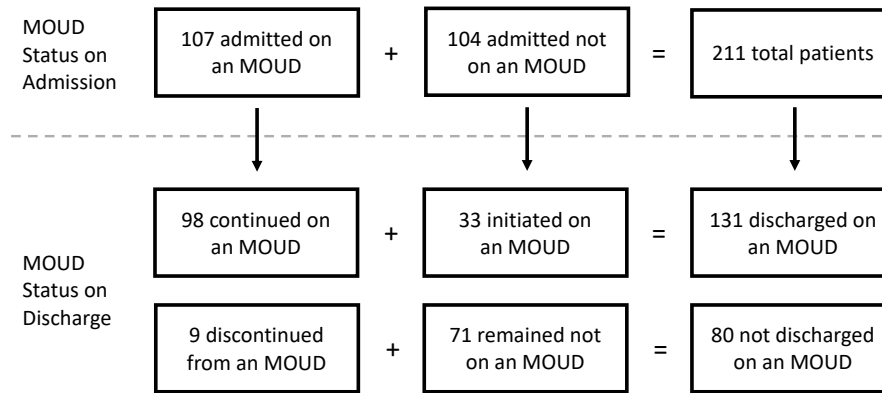 MOUD
Status on
Admission
107 admitted on
an MOUD
+
104 admitted not
on an MOUD
=
211 total patients
MOUD
Status on
Discharge
98 continued on
an MOUD
+
33 initiated on
an MOUD
=
131 discharged on
an MOUD
9 discontinued
from an MOUD
+
71 remained not
on an MOUD
=
80 not discharged
on an MOUD